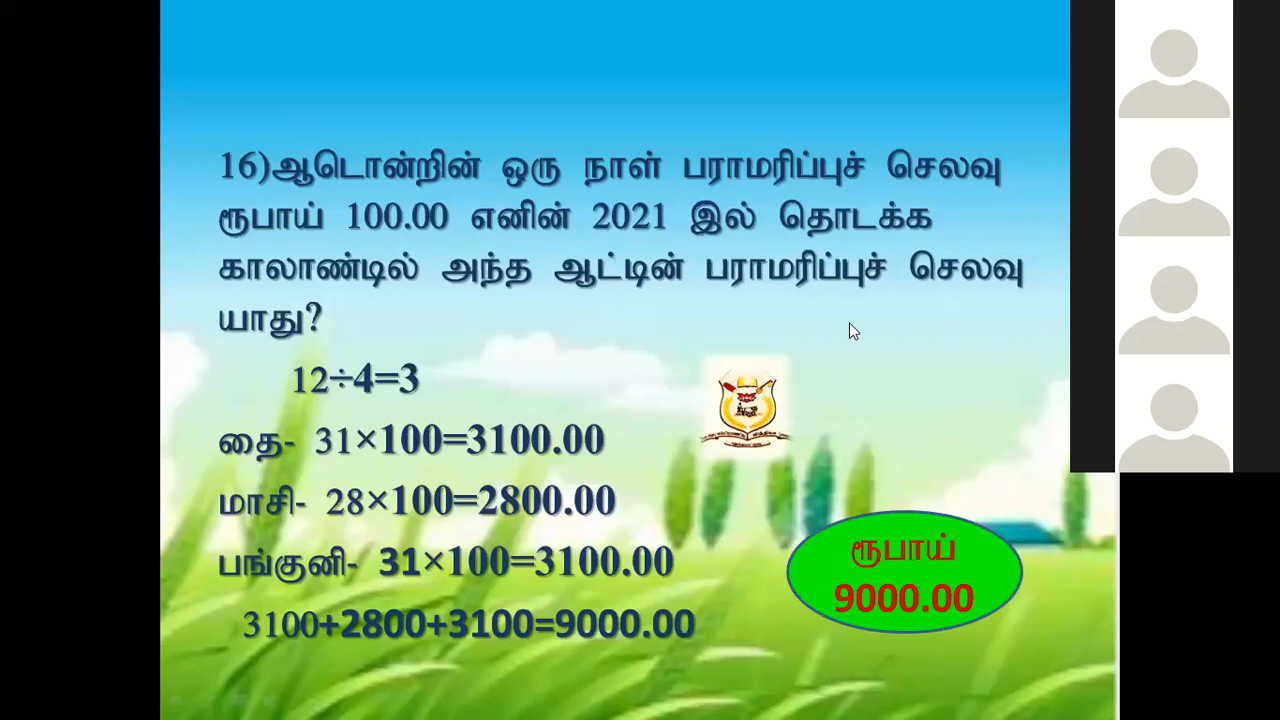 16)ஆடொன்றின் ஒரு நாள் பராமரிப்புச் செலவு
ரூபாய் 100.00 எனின் 2021 இல் தொடக்க
காலாண்டில் அந்த ஆட்டின் பராமரிப்புச் செலவு
யாது?
12÷4=3
தை- 31×100=3100.00
மாசி- 28×100=2800.00
பங்குனி- 31×100=3100.00
3100+2800+3100=9000.00
ரூபாய்
9000.00